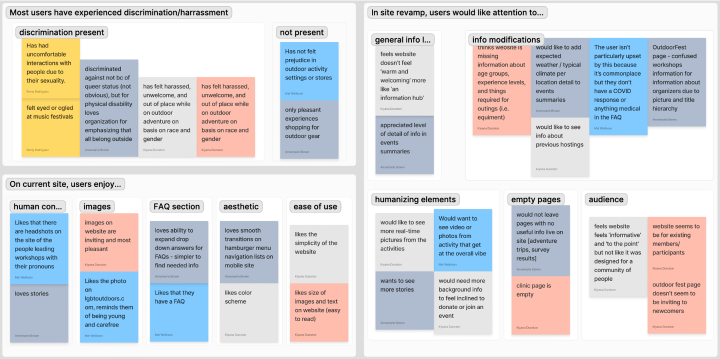 Most users have experienced discrimination/harrassment
discrimination present
Has had
uncomfortable
interactions with
people due to
their sexuality.
felt eyed or ogled
at music festivals
discriminated
against not bc of
queer status (not
obvious), but for
physical disability
loves
organization for
emphasizing that
all belong outside
has felt harassed,
unwelcome, and
out of place while
on outdoor
adventure on
basis on race and
gender
has felt harassed,
unwelcome, and
out of place while
on outdoor
adventure on
basis on race and
gender
not present
Has not felt
prejudice in
outdoor activity
settings or stores
only pleasant
experiences
shopping for
outdoor gear
On current site, users enjoy...
human con...
Likes that there
are headshots on
the site of the
people leading
workshops with
their pronouns
loves stories
images
images on
website are
inviting and most
pleasant
Likes the photo
on
lgbtoutdoors.c
om, reminds them
of being young
and carefree
FAQ section
loves ability to
expand drop
down answers for
FAQs - simpler to
find needed info
Likes that they
have a FAQ
aesthetic
loves smooth
transitions on
hamburger menu
navigation lists on
mobile site
likes color
scheme
ease of use
likes the
simplicity of the
website
likes size of
images and text
on website (easy
to read)
In site revamp, users would like attention to...
general info l...
feels website
doesn't feel
'warm and
welcoming' more
like 'an
information hub'
appreciated level
of detail of info in
events
summaries
info modifications
thinks website is
missing
information about
age groups,
experience levels,
and things
required for
outings (i.e.
equiment)
would like to add
expected
weather / typical
climate per
location detail to
events
summaries
would like to see
info about
previous hostings
The user isn't
particularly upset
by this because
it's commonplace
but they don't
have a COVID
response or
anything medical
in the FAQ
OutdoorFest
page - confused
workshops
information for
information about
organizers due to
picture and title
hierarchy
humanizing elements
would like to see
more real-time
pictures from the
activities
Want to see
video or photos
from activity that
get at the overall
vibe
wants to see
more stories
would need more
background info
to feel inclined to
donate or join an
event
empty pages
would not leave
pages with no
useful info live on
site (adventure
trips, survey
results)
clinic page is
empty
audience
feels website
feels 'informative'
and 'to the point'
but not like it was
designed for a
community of
people
website seems to
be for existing
members/
participants
outdoor fest page
doesn't seem to
be inviting to
newcomers